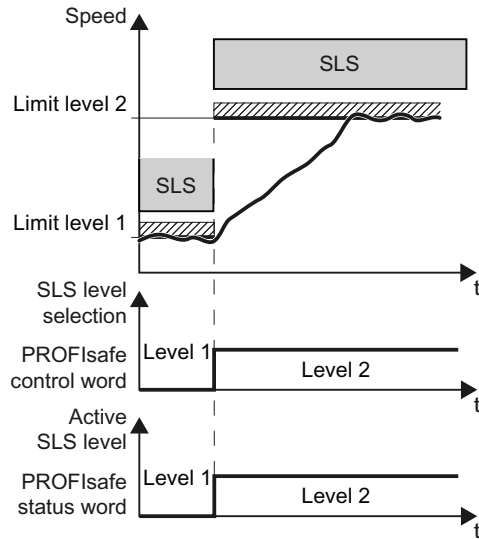 Speed
SLS
Limit level 2
SLS
Limit level 1
t
SLS level
selection
PROFIsafe
control word
Level 1
Level 2
t
Active
SLS level
PROFIsafe
status word
Level 1
Level 2
t